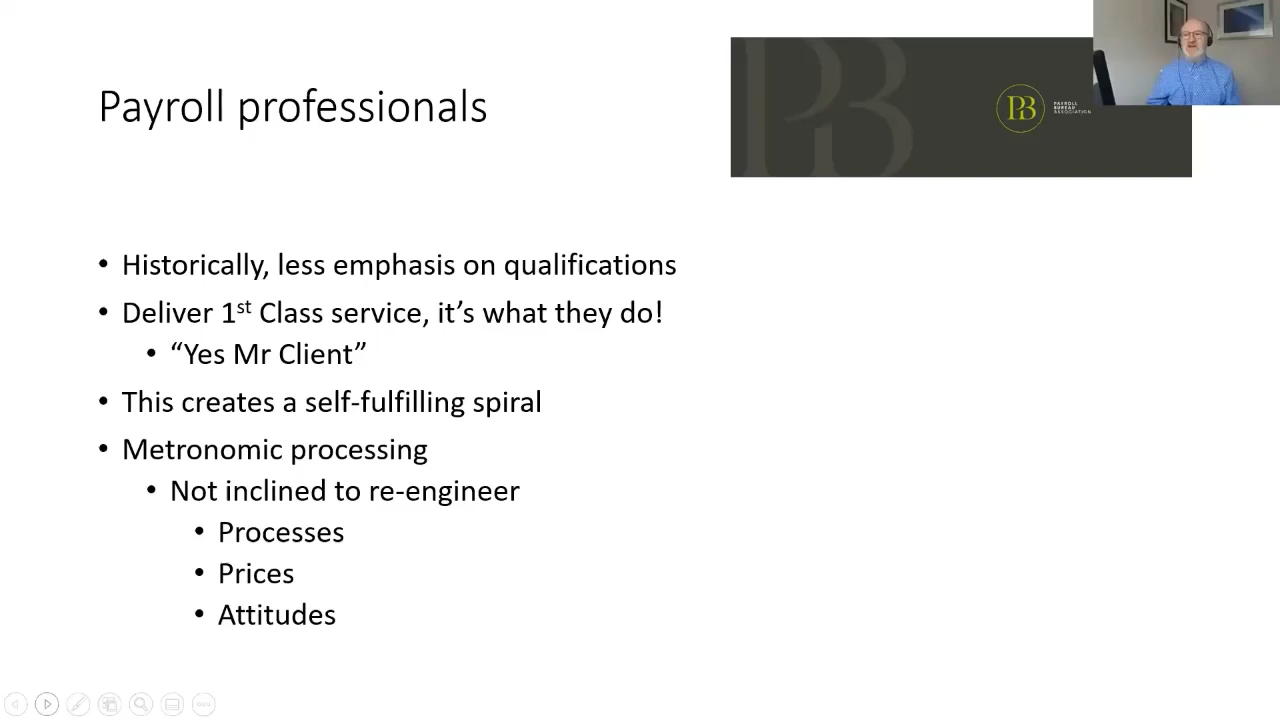 Payroll professionals
PB
PB
PAYROLL
BUREAU
ASSOCIATION
• Historically, less emphasis on qualifications
• Deliver 1st Class service, it’s what they do!
• “Yes Mr Client”
• This creates a self-fulfilling spiral
• Metronomic processing
• Not inclined to re-engineer
• Processes
• Prices
• Attitudes